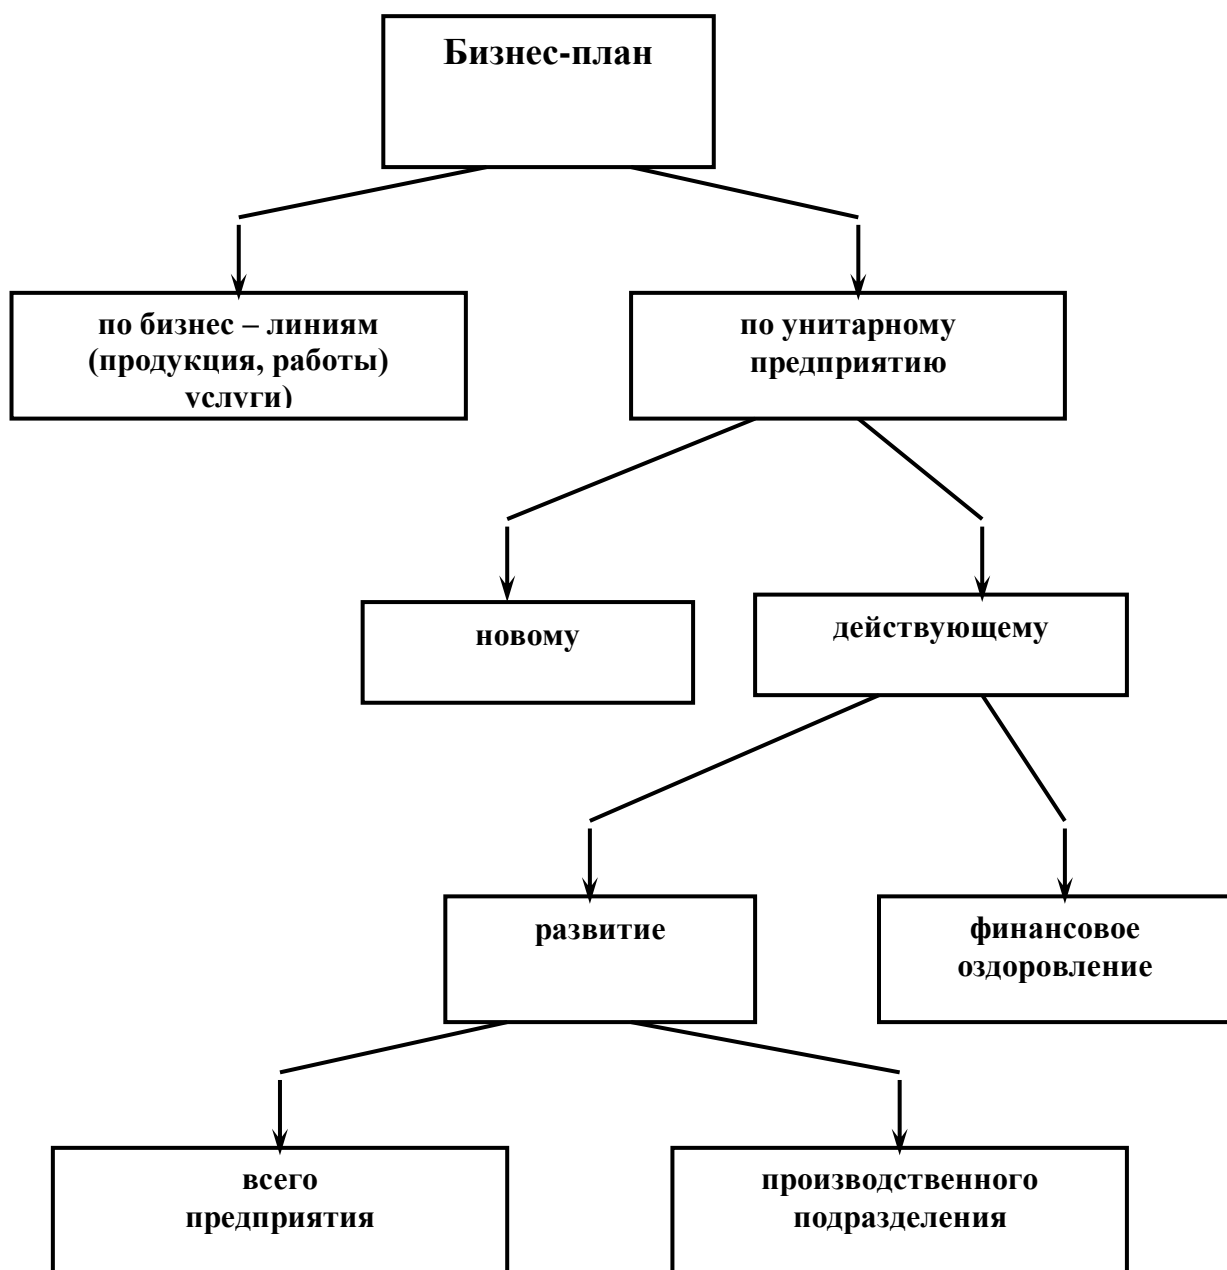 Бизнес-план
по бизнес – линиям
(продукция, работы)
услуги)
по унитарному
предприятию
новому
действующему
развитие
финансовое
оздоровление
всего
предприятия
производственного
подразделения